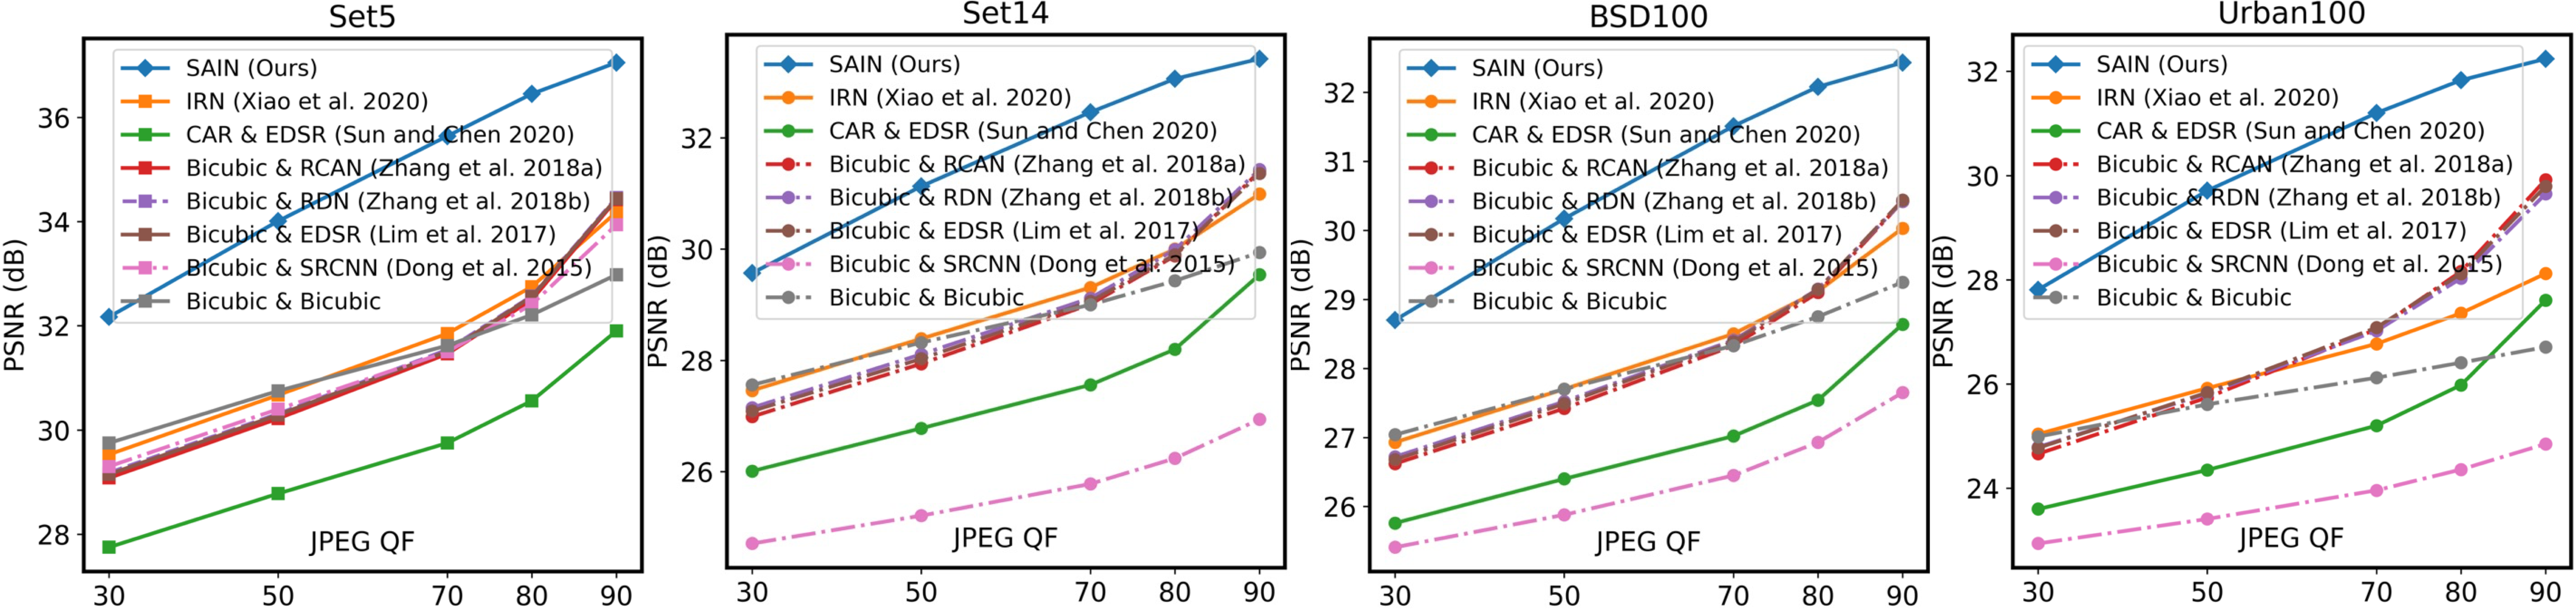 Set5
PSNR (dB)
36
34
32
30
28
SAIN (Ours)
IRN (Xiao et al. 2020)
CAR & EDSR (Sun and Chen 2020)
Bicubic & RCAN (Zhang et al. 2018a)
Bicubic & RDN (Zhang et al. 2018b)
Bicubic & EDSR (Lim et al. 2017)
Bicubic & SRCNN (Dong et al. 2015)
Bicubic & Bicubic
JPEG QF
30 50 70 80 90
Set14
PSNR (dB)
32
30
28
26
SAIN (Ours)
IRN (Xiao et al. 2020)
CAR & EDSR (Sun and Chen 2020)
Bicubic & RCAN (Zhang et al. 2018a)
Bicubic & RDN (Zhang et al. 2018b)
Bicubic & EDSR (Lim et al. 2017)
Bicubic & SRCNN (Dong et al. 2015)
Bicubic & Bicubic
JPEG QF
30 50 70 80 90
BSD100
PSNR (dB)
32
31
30
29
28
27
26
SAIN (Ours)
IRN (Xiao et al. 2020)
CAR & EDSR (Sun and Chen 2020)
Bicubic & RCAN (Zhang et al. 2018a)
Bicubic & RDN (Zhang et al. 2018b)
Bicubic & EDSR (Lim et al. 2017)
Bicubic & SRCNN (Dong et al. 2015)
Bicubic & Bicubic
JPEG QF
30 50 70 80 90
Urban100
PSNR (dB)
32
30
28
26
24
SAIN (Ours)
IRN (Xiao et al. 2020)
CAR & EDSR (Sun and Chen 2020)
Bicubic & RCAN (Zhang et al. 2018a)
Bicubic & RDN (Zhang et al. 2018b)
Bicubic & EDSR (Lim et al. 2017)
Bicubic & SRCNN (Dong et al. 2015)
Bicubic & Bicubic
JPEG QF
30 50 70 80 90